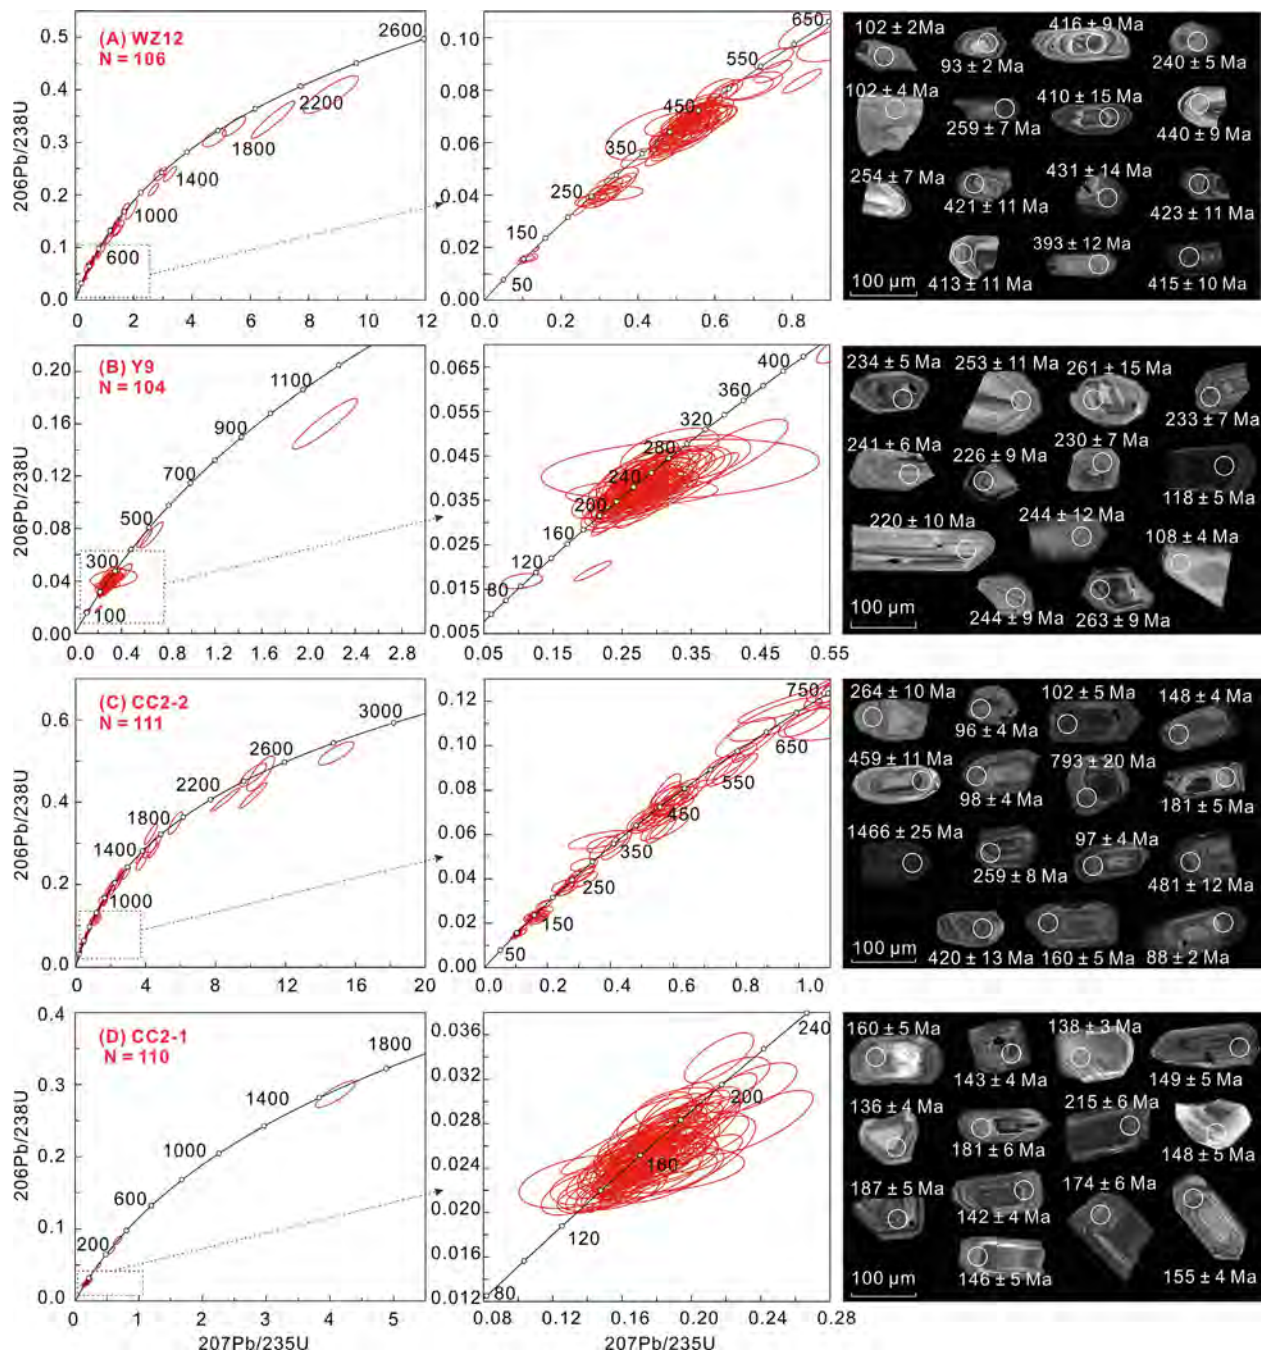 (A) WZ12
N = 106
206Pb/238U
0.5
0.4
0.3
0.2
0.1
0.0
0 2 4 6 8 10 12
600
1000
1400
1800
2200
2600
0.10
0.08
0.06
0.04
0.02
0.00
0.0 0.2 0.4 0.6 0.8
50
150
250
350
450
550
650
102 ± 2Ma
93 ± 2 Ma
416 ± 9 Ma
240 ± 5 Ma
102 ± 4 Ma
259 ± 7 Ma
410 ± 15 Ma
440 ± 9 Ma
254 ± 7 Ma
421 ± 11 Ma
431 ± 14 Ma
423 ± 11 Ma
413 ± 11 Ma
393 ± 12 Ma
415 ± 10 Ma
100 µm
(B) Y9
N = 104
206Pb/238U
0.20
0.16
0.12
0.08
0.04
0.00
0.0 0.4 0.8 1.2 1.6 2.0 2.4 3.0
100
300
500
700
900
1100
0.065
0.055
0.045
0.035
0.025
0.015
0.005
0.05 0.15 0.25 0.35 0.45 0.55
80
120
160
200
240
280
320
360
400
234 ± 5 Ma
253 ± 11 Ma
261 ± 15 Ma
233 ± 7 Ma
241 ± 6 Ma
226 ± 9 Ma
230 ± 7 Ma
118 ± 5 Ma
220 ± 10 Ma
244 ± 12 Ma
108 ± 4 Ma
244 ± 9 Ma
263 ± 9 Ma
100 µm
(C) CC2-2
N = 111
206Pb/238U
0.6
0.4
0.2
0.0
0 4 8 12 16 20
1000
1400
1800
2200
2600
3000
0.12
0.10
0.08
0.06
0.04
0.02
0.00
0.0 0.2 0.4 0.6 0.8 1.0
50
150
250
350
450
550
650
750
264 ± 10 Ma
96 ± 4 Ma
102 ± 5 Ma
148 ± 4 Ma
459 ± 11 Ma
98 ± 4 Ma
793 ± 20 Ma
181 ± 5 Ma
1466 ± 25 Ma
259 ± 8 Ma
97 ± 4 Ma
481 ± 12 Ma
420 ± 13 Ma
160 ± 5 Ma
88 ± 2 Ma
100 µm
(D) CC2-1
N = 110
206Pb/238U
0.4
0.3
0.2
0.1
0.0
0 1 2 3 4 5
207Pb/235U
200
600
1000
1400
1800
0.036
0.032
0.028
0.024
0.020
0.016
0.012
0.08 0.12 0.16 0.20 0.24 0.28
207Pb/235U
80
120
160
200
240
160 ± 5 Ma
143 ± 4 Ma
138 ± 3 Ma
149 ± 5 Ma
136 ± 4 Ma
181 ± 6 Ma
215 ± 6 Ma
148 ± 5 Ma
187 ± 5 Ma
142 ± 4 Ma
174 ± 6 Ma
146 ± 5 Ma
155 ± 4 Ma
100 µm